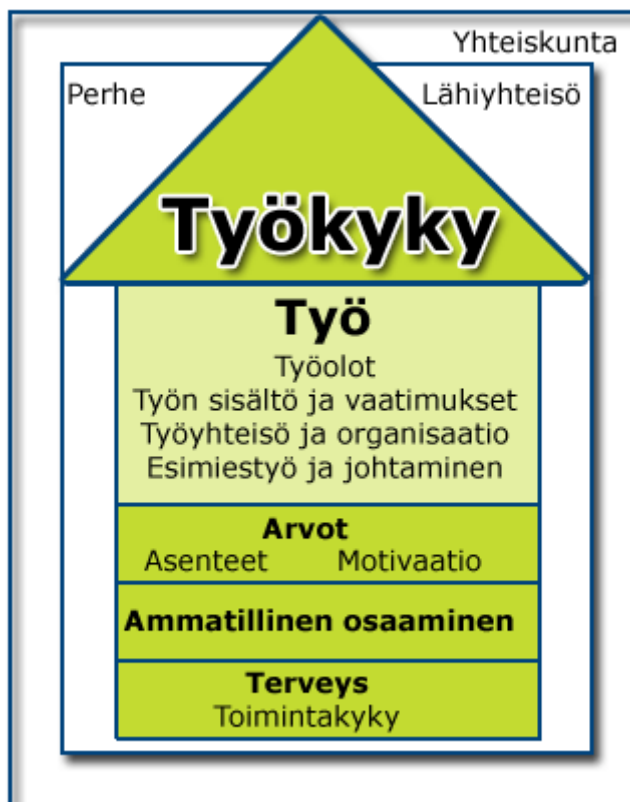 Yhteiskunta
Perhe
Lähiyhteisö
Työkyky
Työ
Työolot
Työn sisältö ja vaatimukset
Työyhteisö ja organisaatio
Esimiestyö ja johtaminen
Arvot
Asenteet Motivaatio
Ammatillinen osaaminen
Terveys
Toimintakyky